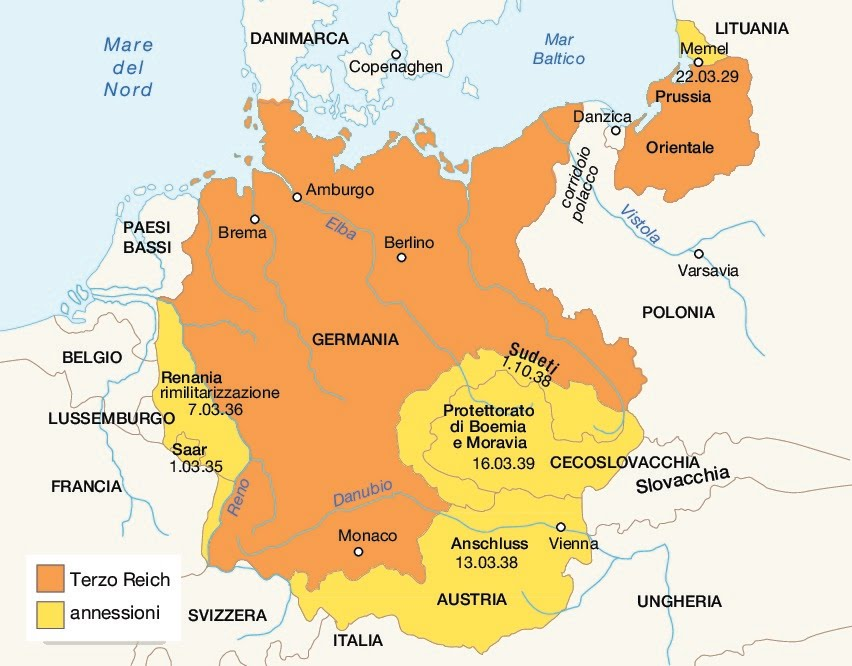 Mare
del
Nord
DANIMARCA
Copenaghen
Mar
Baltico
LITUANIA
Memel
22.03.29
Prussia
Orientale
Danzica
corridoio
polacco
Vistola
Varsavia
POLONIA
Amburgo
Brema
Elba
Berlino
PAESI
BASSI
GERMANIA
BELGIO
LUSSEMBURGO
FRANCIA
Renania
rimilitarizzazione
7.03.36
Saar
1.03.35
Reno
Sudeti
1.10.38
Protettorato
di Boemia
e Moravia
16.03.39
CECOSLOVACCHIA
Slovacchia
Danubio
Monaco
Anschluss
13.03.38
Vienna
AUSTRIA
UNGHERIA
SVIZZERA
ITALIA
Terzo Reich
annessioni